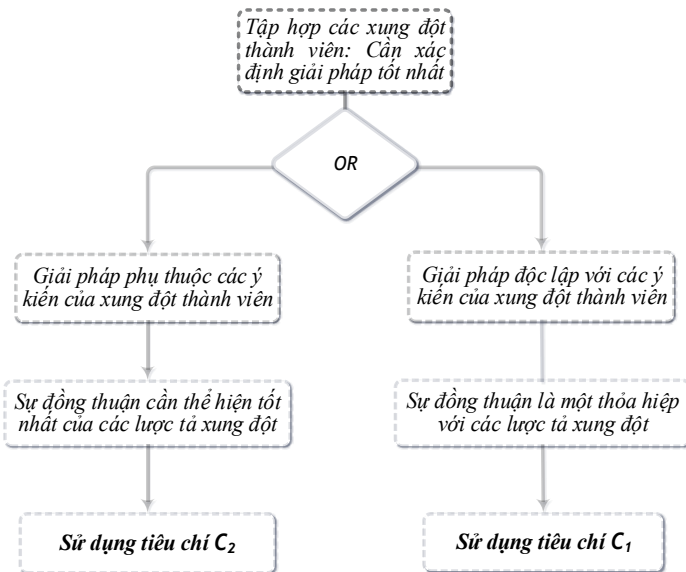 Tập hợp các xung đột
thành viên: Cần xác
định giải pháp tốt nhất
OR
Giải pháp phụ thuộc các ý
kiến của xung đột thành viên
Giải pháp độc lập với các ý
kiến của xung đột thành viên
Sự đồng thuận cần thể hiện tốt
nhất của các lược tả xung đột
Sự đồng thuận là một thỏa hiệp
với các lược tả xung đột
Sử dụng tiêu chí C₂
Sử dụng tiêu chí C₁